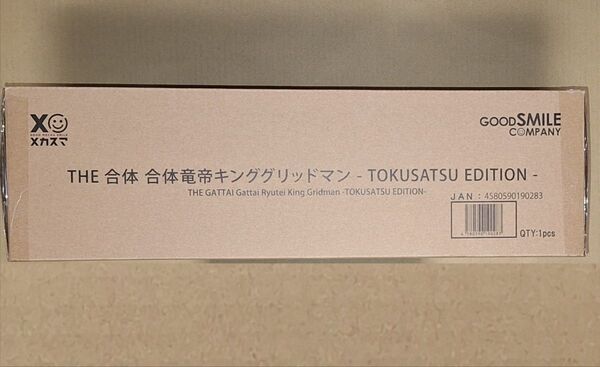 XO
メカスマ
GOODSMILE
COMPANY
THE 合体 合体竜帝キンググリッドマン - TOKUSATSU EDITION -
THE GATTAI Gattai Ryutei King Gridman -TOKUSATSU EDITION-
JAN : 4580590190283
QTY:1pcs